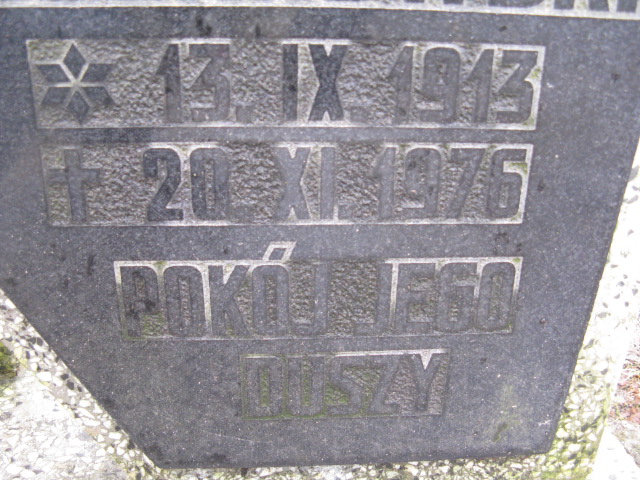 * 13. IX. 1913
† 20. XI. 1976
POKÓJ JEGO
DUSZY